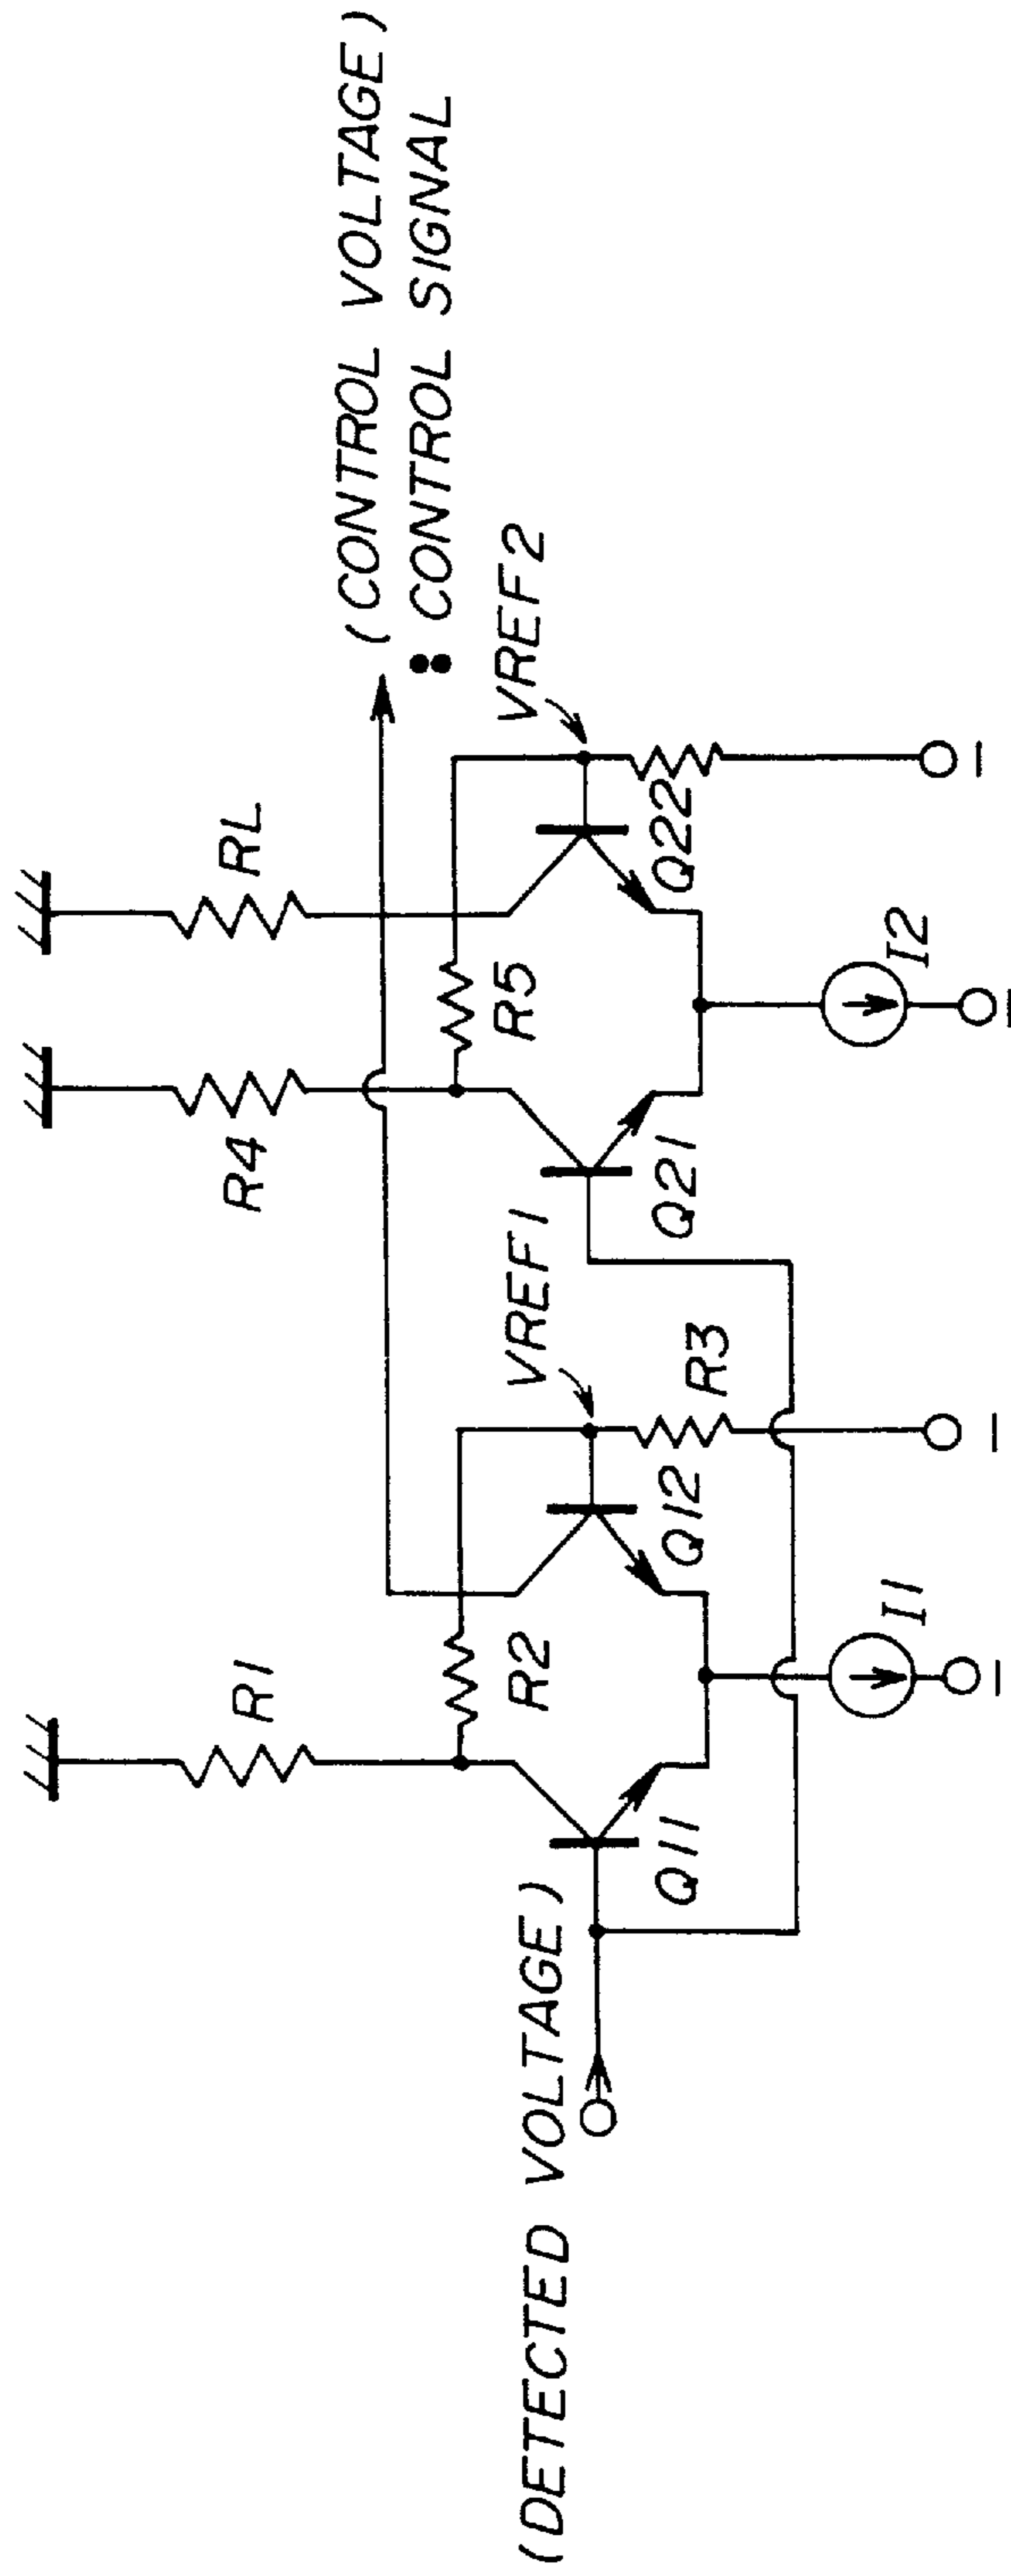 (CONTROL VOLTAGE)
: CONTROL SIGNAL
RL
R4
R1
R5
VREF2
R2
VREF1
Q22
Q21
R3
Q12
Q11
I2
I1
(DETECTED VOLTAGE)